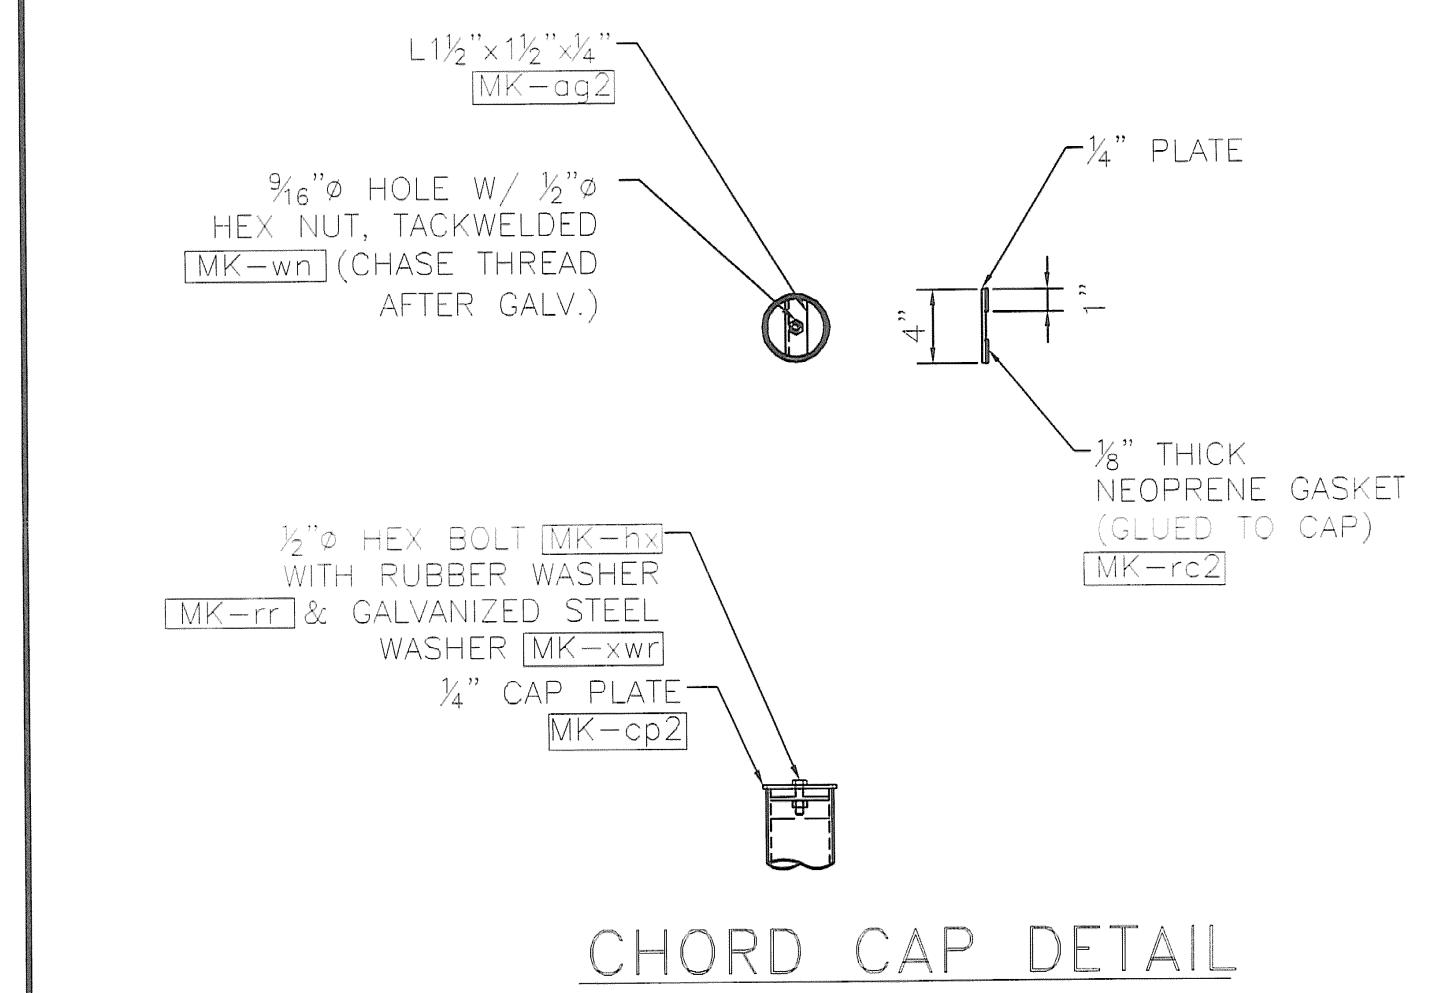 L1½"x1½"x¼"
MK-ag2
¼" PLATE
9/16"ø HOLE W/ ½"ø
HEX NUT, TACKWELDED
MK-wn (CHASE THREAD
AFTER GALV.)
4"
1"
⅛" THICK
NEOPRENE GASKET
(GLUED TO CAP)
MK-rc2
½"ø HEX BOLT MK-hx
WITH RUBBER WASHER
MK-rr & GALVANIZED STEEL
WASHER MK-xwr
¼" CAP PLATE
MK-cp2
CHORD CAP DETAIL